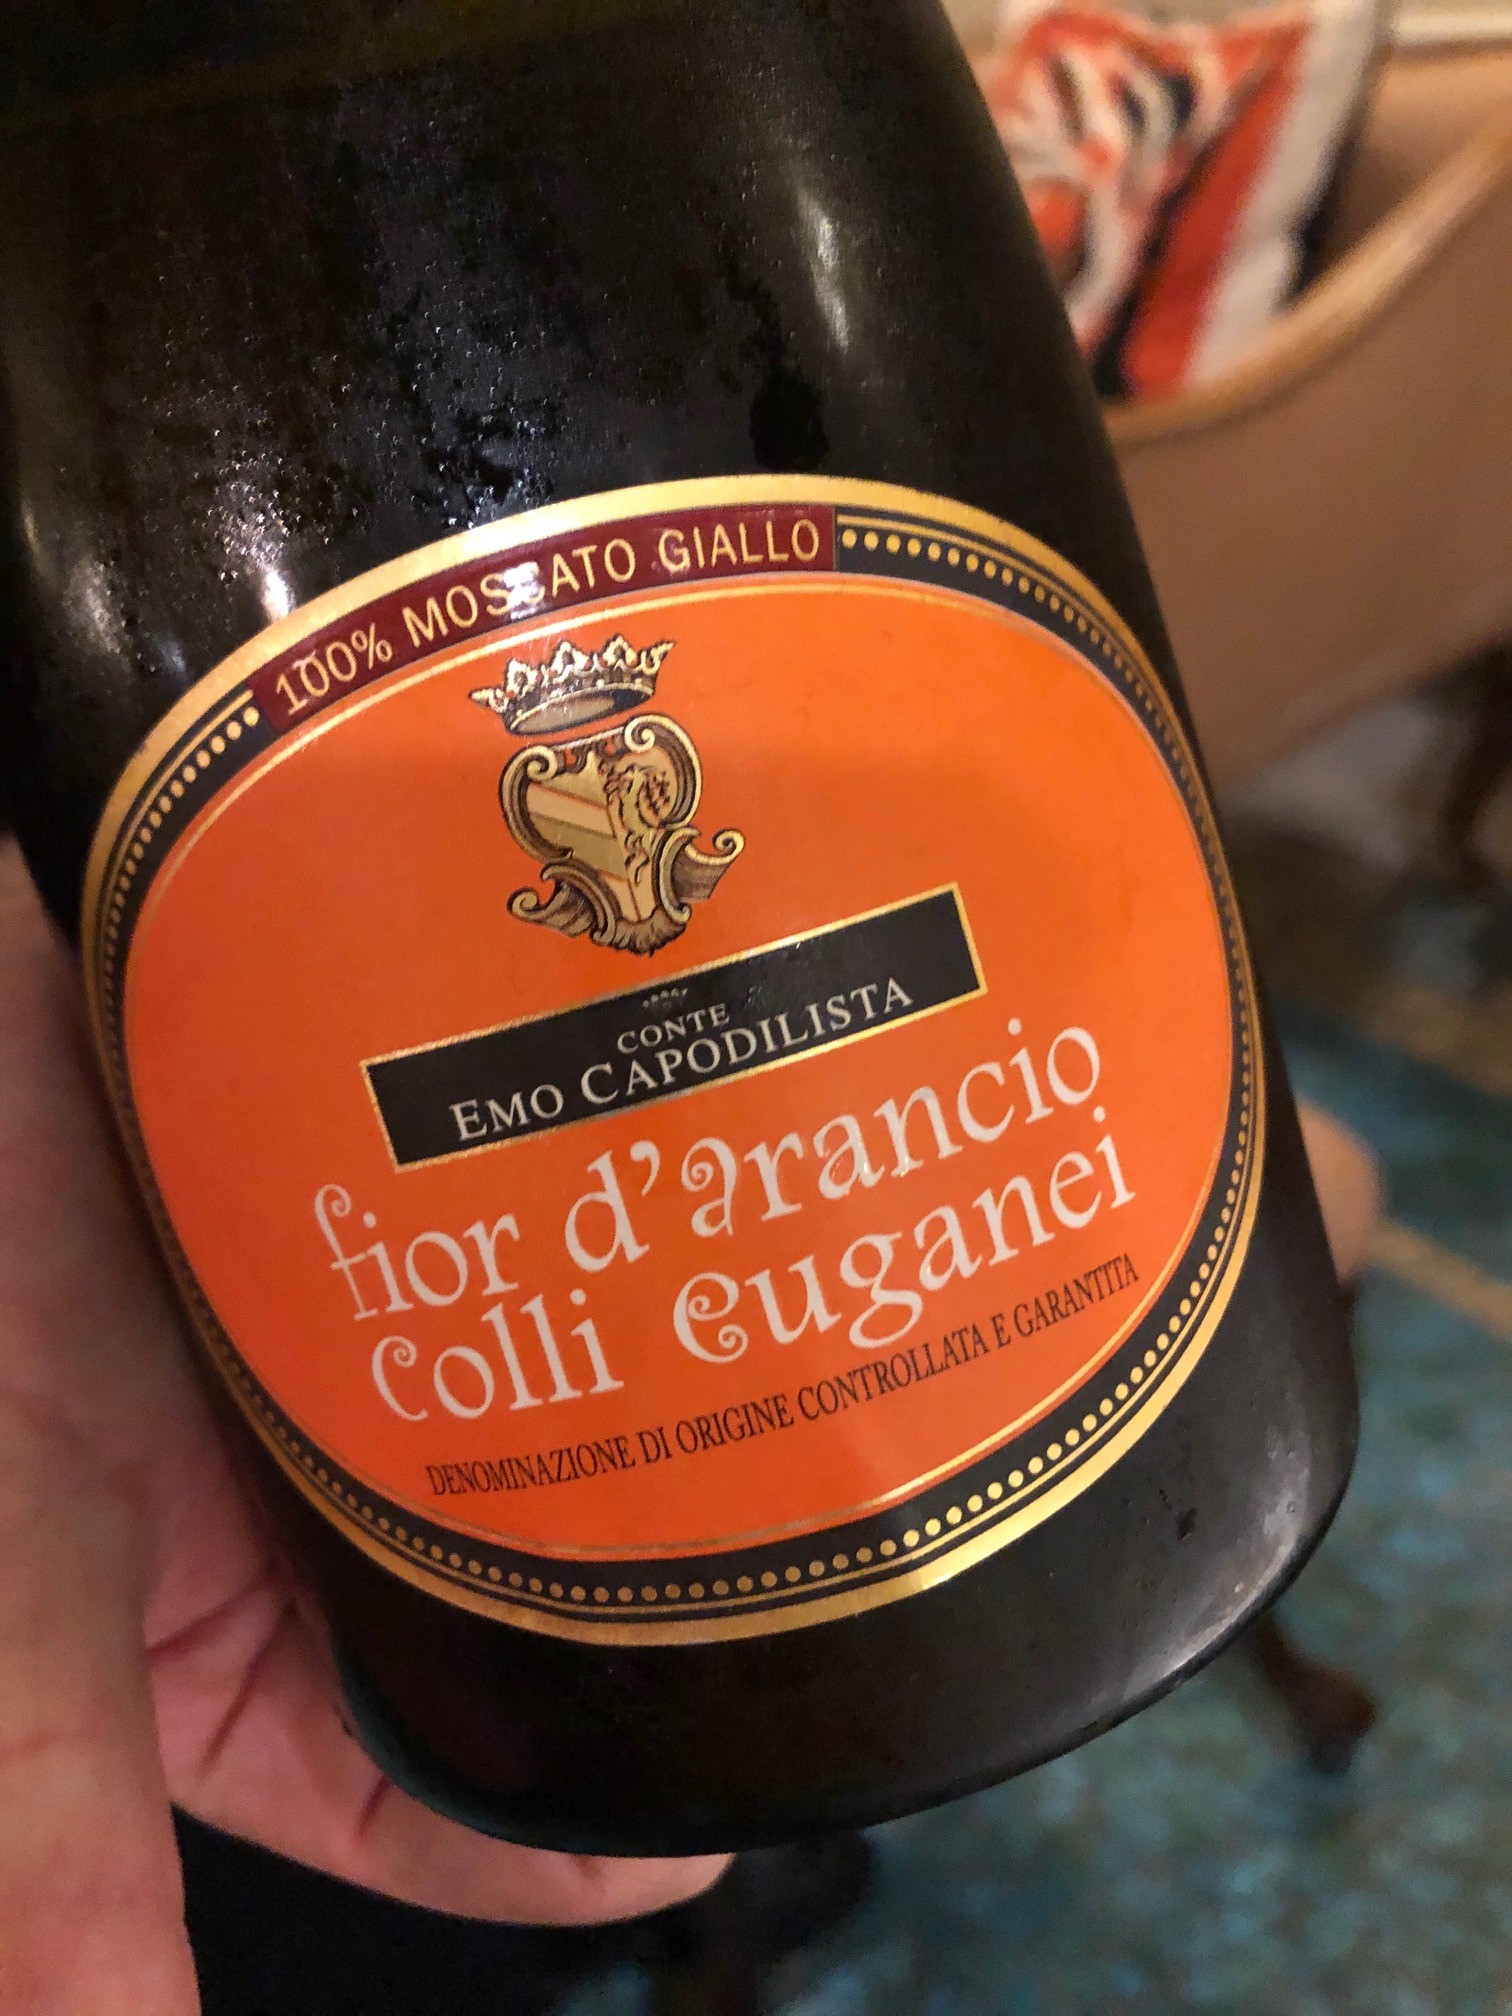 100% MOSCATO GIALLO
CONTE
EMO CAPODILISTA
fior d'arancio
colli euganei
DENOMINAZIONE DI ORIGINE CONTROLLATA E GARANTITA